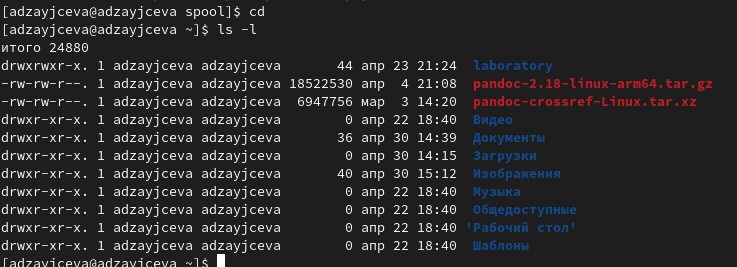 [adzayjceva@adzayjceva spool]$ cd
[adzayjceva@adzayjceva ~]$ ls -l
итого 24880
drwxrwxr-x. 1 adzayjceva adzayjceva       44 апр 23 21:24  laboratory
-rw-rw-r--. 1 adzayjceva adzayjceva 18522530 апр  4 21:08  pandoc-2.18-linux-arm64.tar.gz
-rw-rw-r--. 1 adzayjceva adzayjceva  6947756 мар  3 14:20  pandoc-crossref-Linux.tar.xz
drwxr-xr-x. 1 adzayjceva adzayjceva        0 апр 22 18:40  Видео
drwxr-xr-x. 1 adzayjceva adzayjceva       36 апр 30 14:39  Документы
drwxr-xr-x. 1 adzayjceva adzayjceva        0 апр 30 14:15  Загрузки
drwxr-xr-x. 1 adzayjceva adzayjceva       40 апр 30 15:12  Изображения
drwxr-xr-x. 1 adzayjceva adzayjceva        0 апр 22 18:40  Музыка
drwxr-xr-x. 1 adzayjceva adzayjceva        0 апр 22 18:40  Общедоступные
drwxr-xr-x. 1 adzayjceva adzayjceva        0 апр 22 18:40 'Рабочий стол'
drwxr-xr-x. 1 adzayjceva adzayjceva        0 апр 22 18:40  Шаблоны
[adzayjceva@adzayjceva ~]$